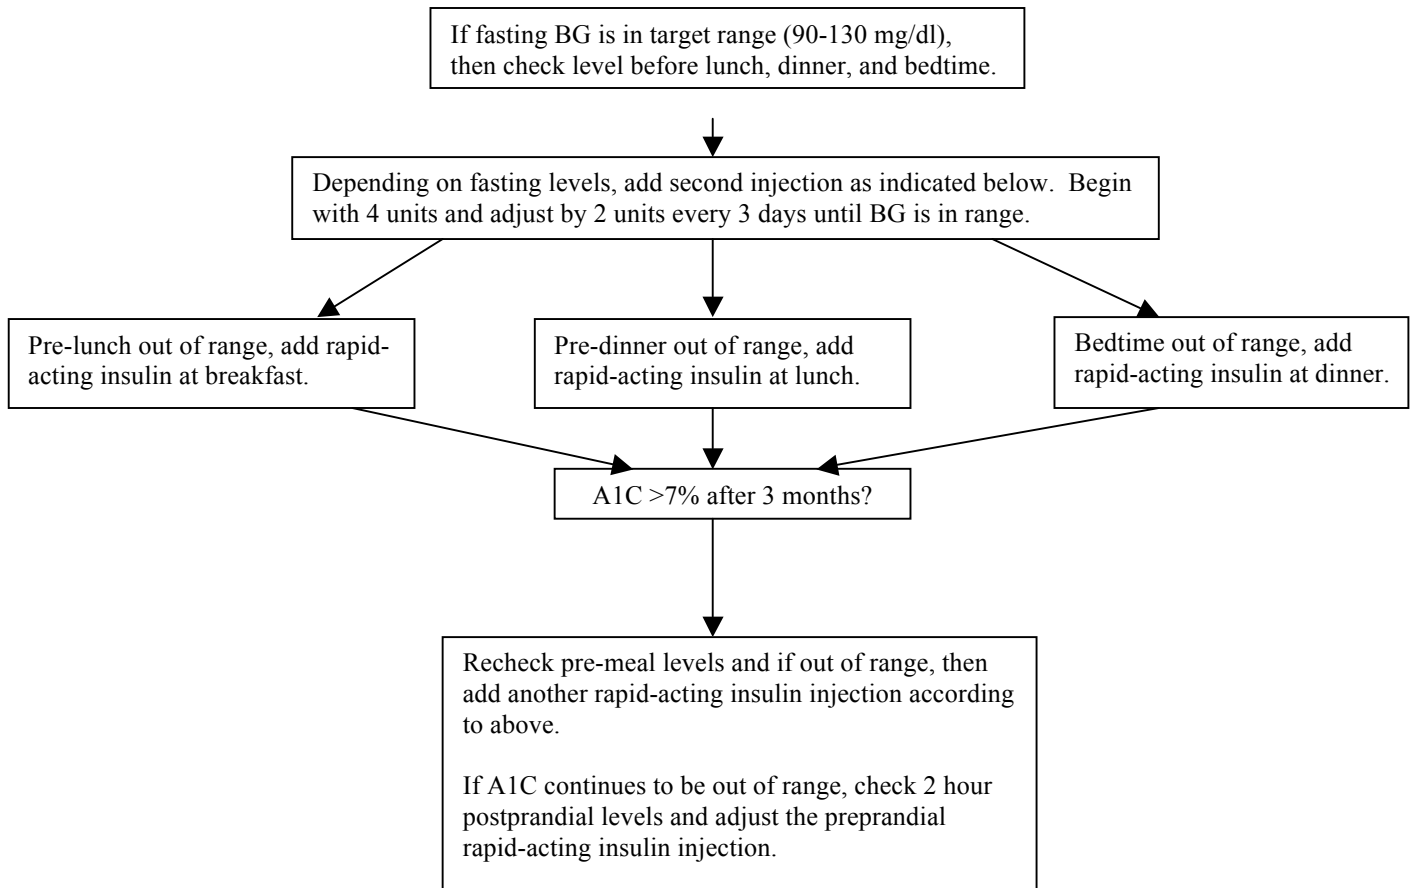 If fasting BG is in target range (90-130 mg/dl),
then check level before lunch, dinner, and bedtime.
Depending on fasting levels, add second injection as indicated below.  Begin
with 4 units and adjust by 2 units every 3 days until BG is in range.
Pre-lunch out of range, add rapid-
acting insulin at breakfast.
Pre-dinner out of range, add
rapid-acting insulin at lunch.
Bedtime out of range, add
rapid-acting insulin at dinner.
A1C >7% after 3 months?
Recheck pre-meal levels and if out of range, then
add another rapid-acting insulin injection according
to above.
If A1C continues to be out of range, check 2 hour
postprandial levels and adjust the preprandial
rapid-acting insulin injection.